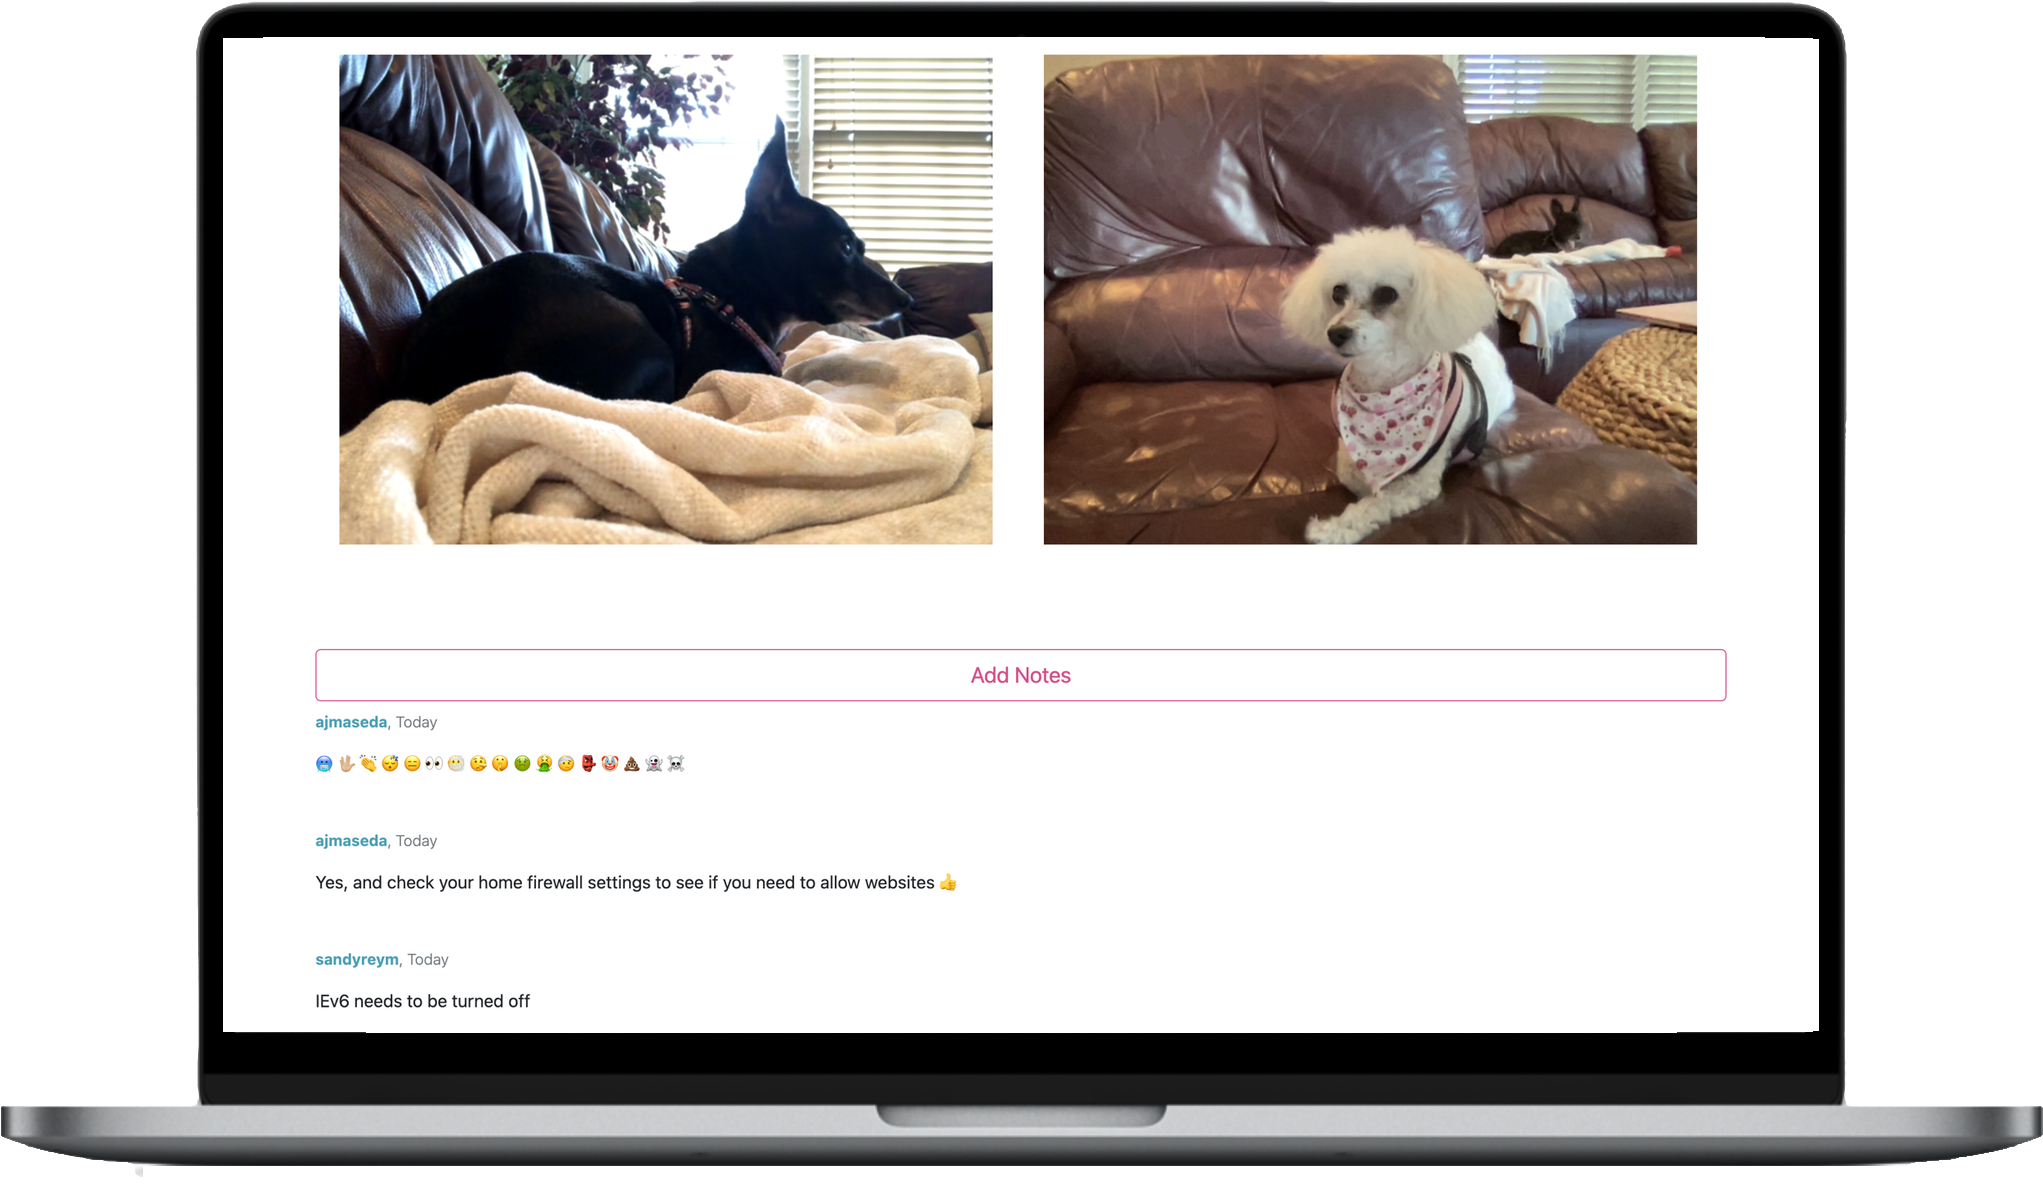 Add Notes
ajmaseda, Today
🥶🖖🏼👏😴😑👀😬🤨🤫🤢🤮🤕👺🤡💩👻☠️
ajmaseda, Today
Yes, and check your home firewall settings to see if you need to allow websites 👍
sandyreym, Today
IEv6 needs to be turned off